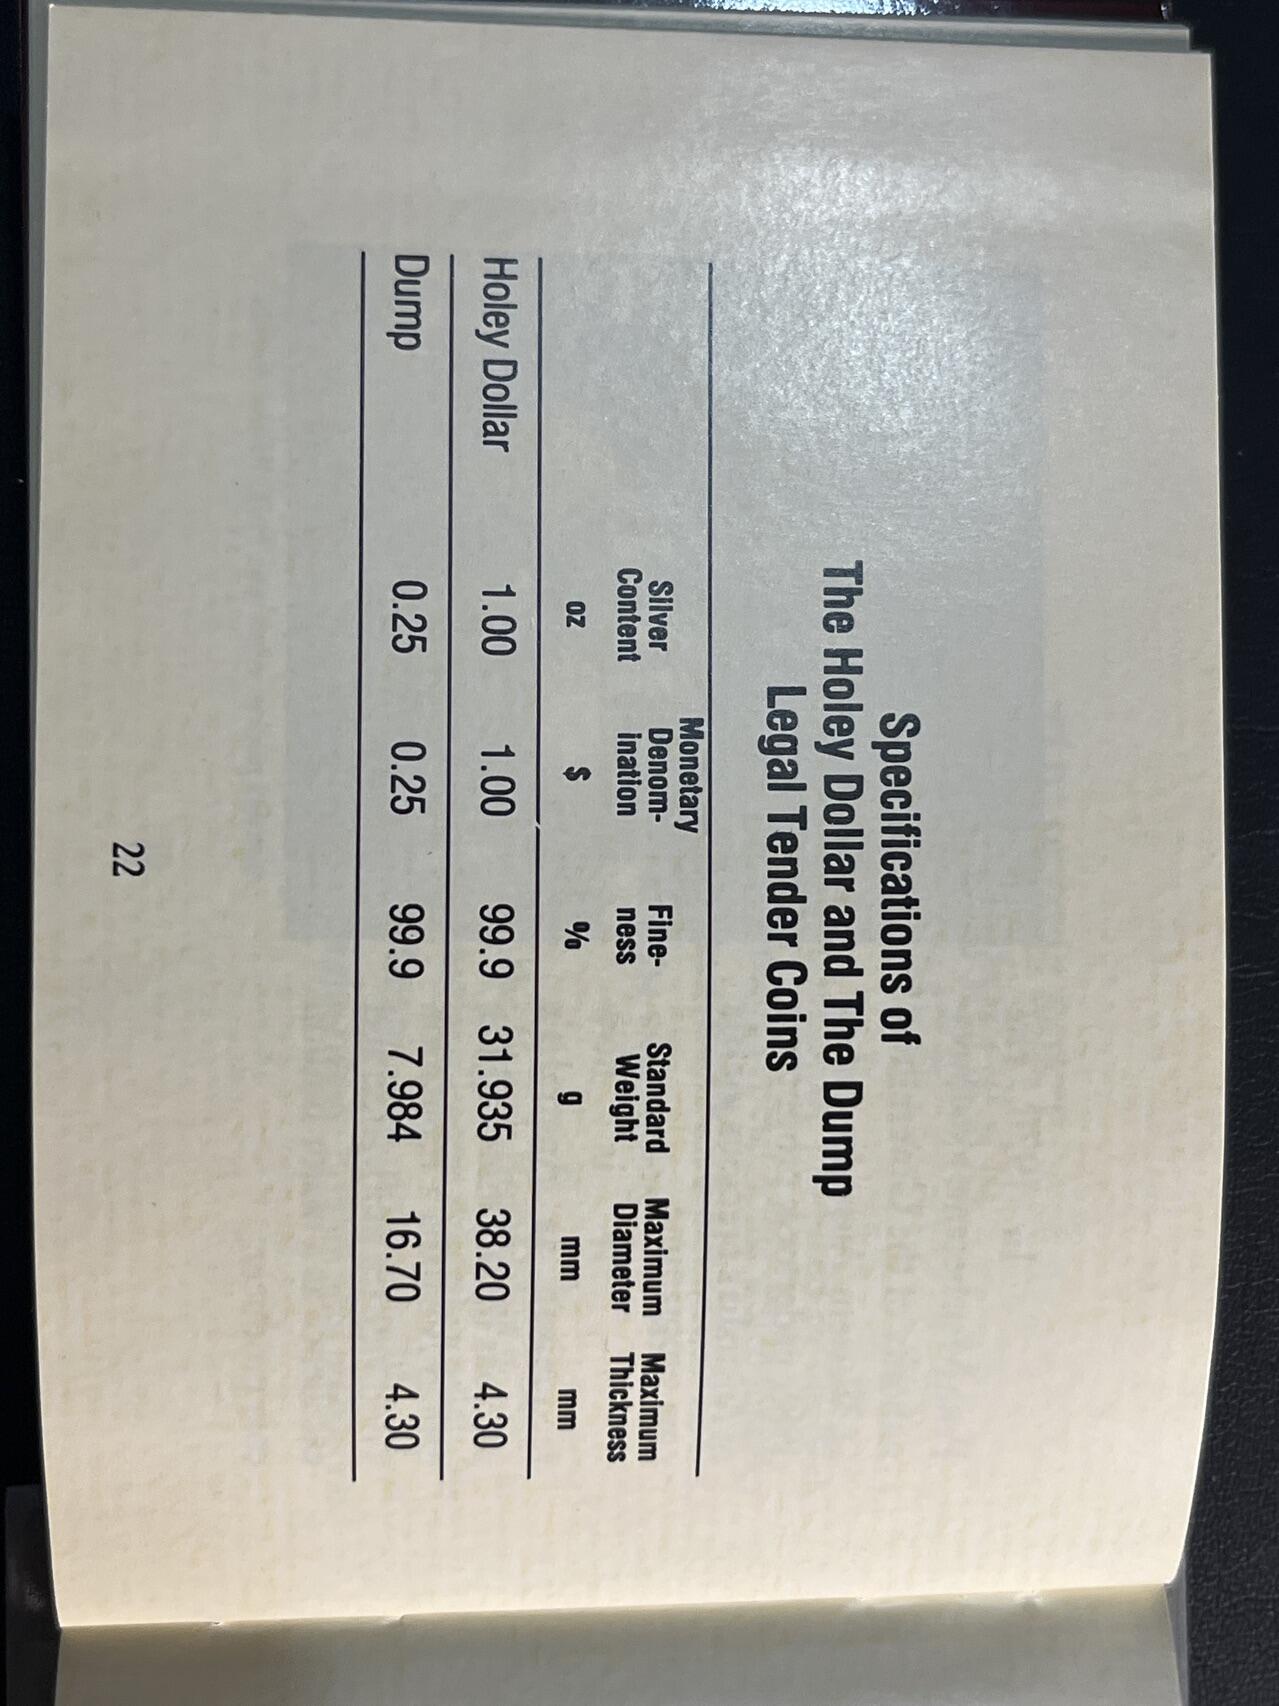 Specifications of
The Holey Dollar and The Dump
Legal Tender Coins
Monetary
Silver Denom- Fine- Standard Maximum Maximum
Content ination ness Weight Diameter Thickness
oz $ % g mm mm
Holey Dollar 1.00 1.00 99.9 31.935 38.20 4.30
Dump 0.25 0.25 99.9 7.984 16.70 4.30
22